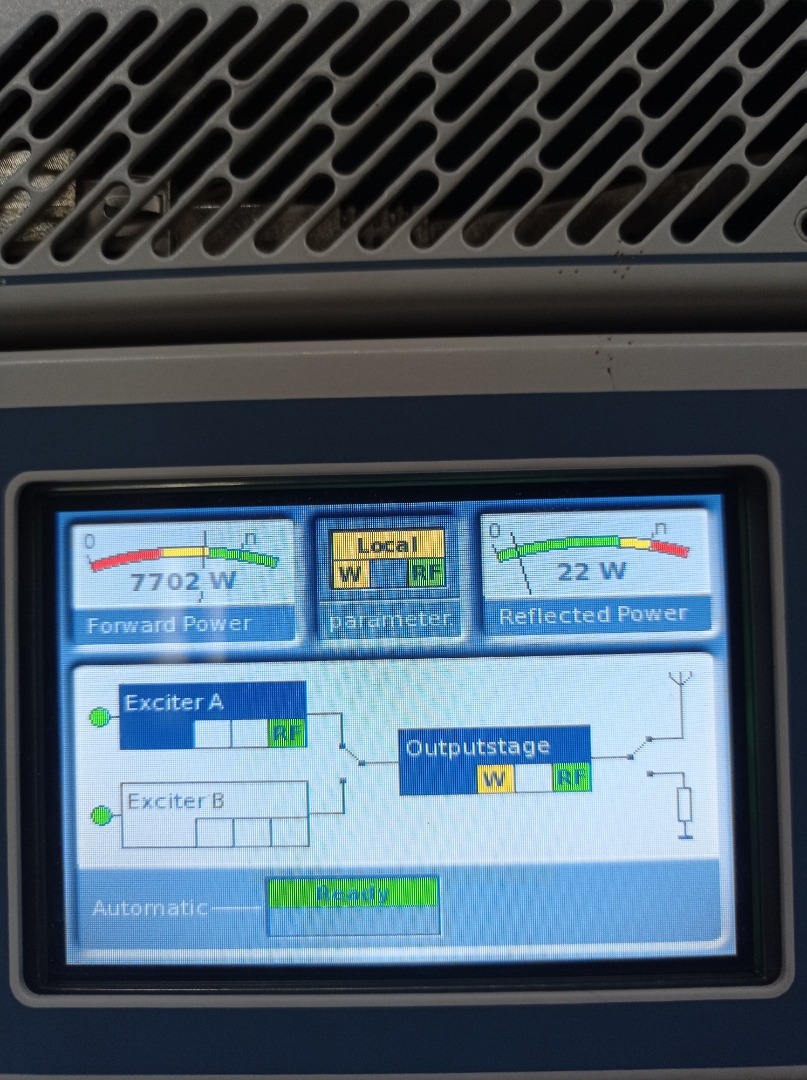 0 n
7702 W
Forward Power
Local
W RF
parameter
0 n
22 W
Reflected Power
Exciter A
RF
Exciter B
Outputstage
W RF
Automatic
Ready